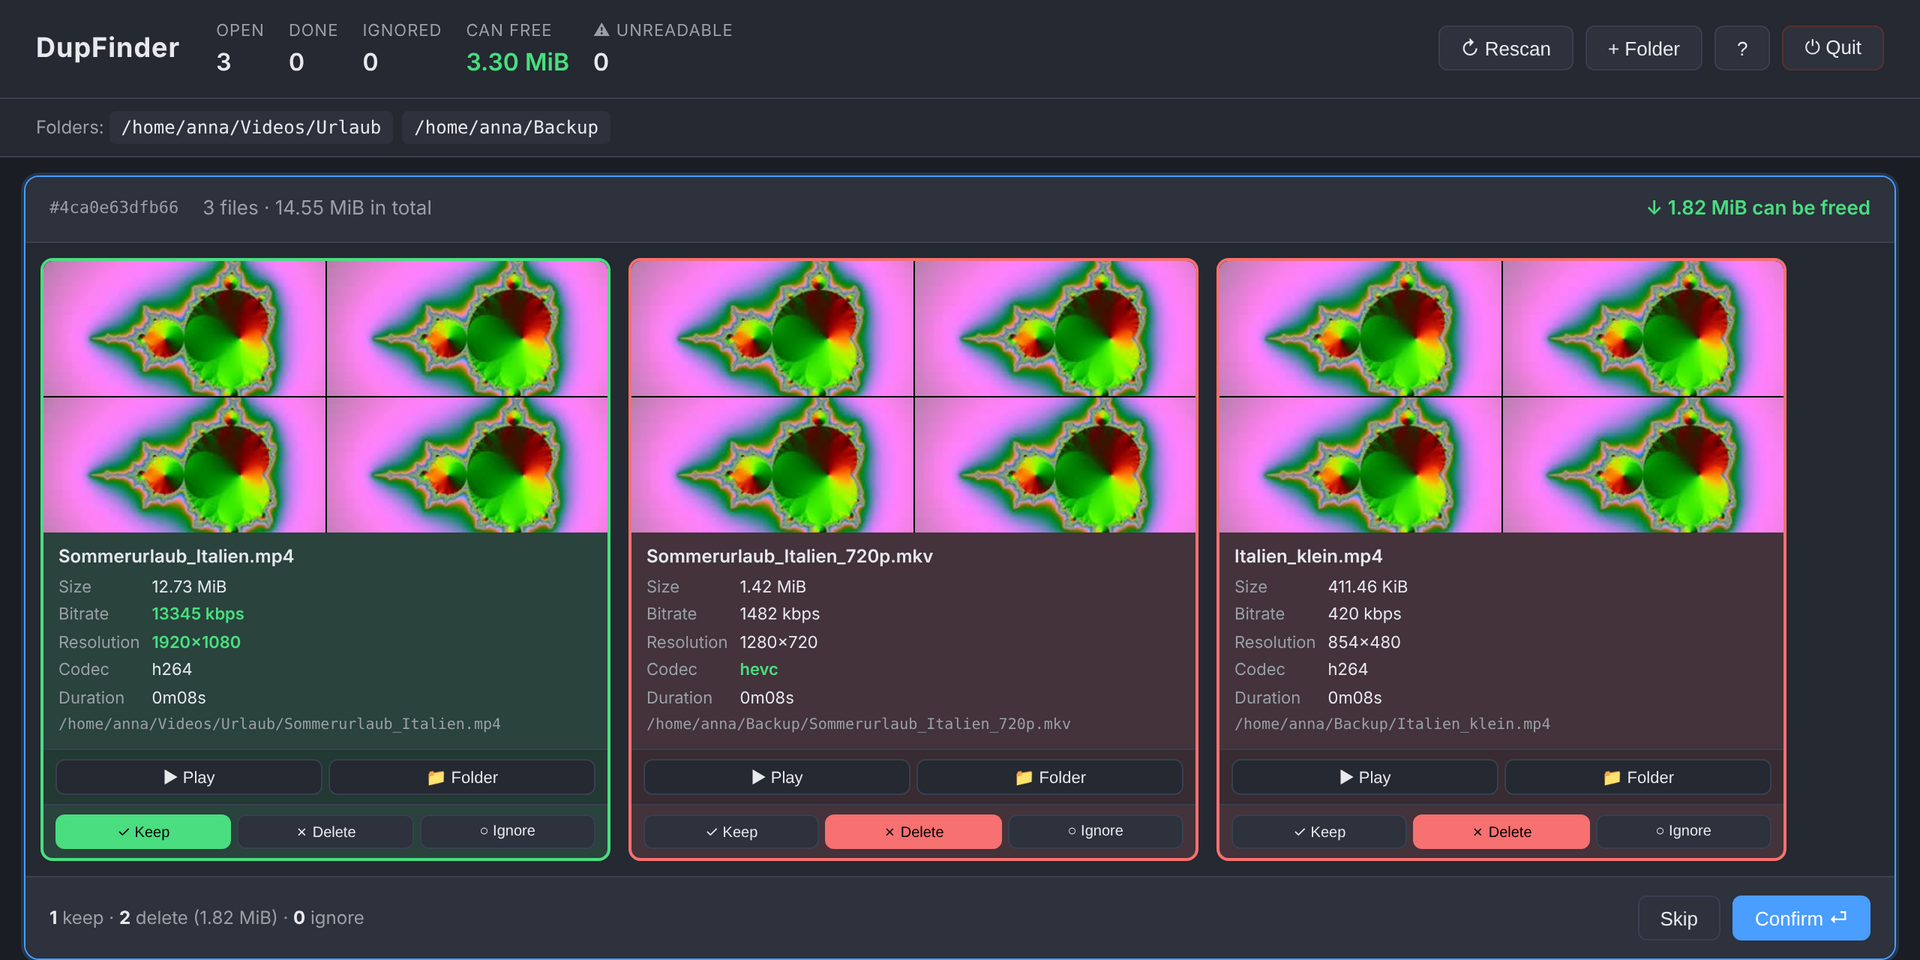 DupFinder
OPEN DONE IGNORED CAN FREE ⚠ UNREADABLE
3 0 0 3.30 MiB 0
↻ Rescan + Folder ? ⏻ Quit
Folders: /home/anna/Videos/Urlaub /home/anna/Backup
#4ca0e63dfb66 3 files · 14.55 MiB in total ↓ 1.82 MiB can be freed
Sommerurlaub_Italien.mp4
Size 12.73 MiB
Bitrate 13345 kbps
Resolution 1920×1080
Codec h264
Duration 0m08s
/home/anna/Videos/Urlaub/Sommerurlaub_Italien.mp4
▶ Play 📁 Folder
✓ Keep × Delete ○ Ignore
Sommerurlaub_Italien_720p.mkv
Size 1.42 MiB
Bitrate 1482 kbps
Resolution 1280×720
Codec hevc
Duration 0m08s
/home/anna/Backup/Sommerurlaub_Italien_720p.mkv
▶ Play 📁 Folder
✓ Keep × Delete ○ Ignore
Italien_klein.mp4
Size 411.46 KiB
Bitrate 420 kbps
Resolution 854×480
Codec h264
Duration 0m08s
/home/anna/Backup/Italien_klein.mp4
▶ Play 📁 Folder
✓ Keep × Delete ○ Ignore
1 keep · 2 delete (1.82 MiB) · 0 ignore
Skip Confirm ⏎